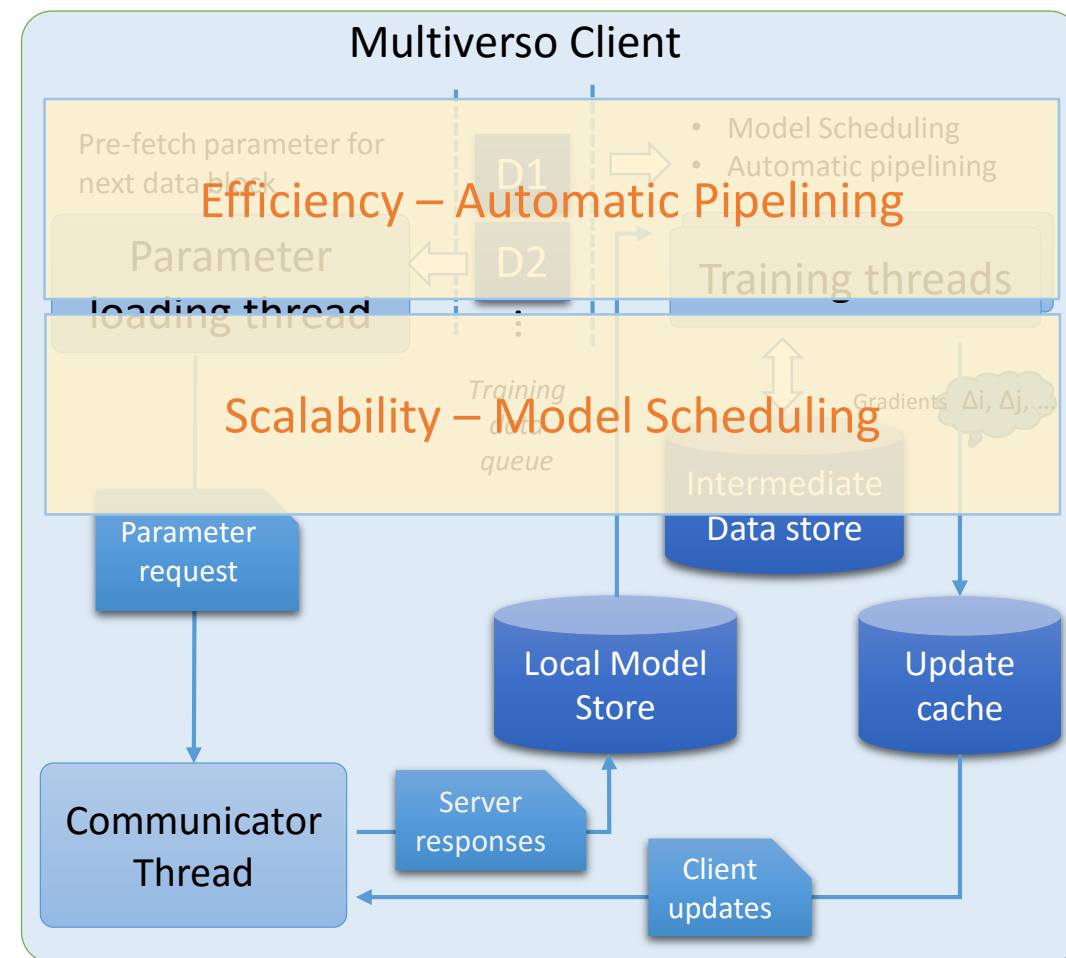 Multiverso Client
Pre-fetch parameter for
next data block
D1
• Model Scheduling
• Automatic pipelining
Efficiency – Automatic Pipelining
Parameter
loading thread
D2
Training threads
⋮
Training
data
queue
Gradients
Δi, Δj, ...
Scalability – Model Scheduling
Intermediate
Data store
Parameter
request
Local Model
Store
Update
cache
Communicator
Thread
Server
responses
Client
updates